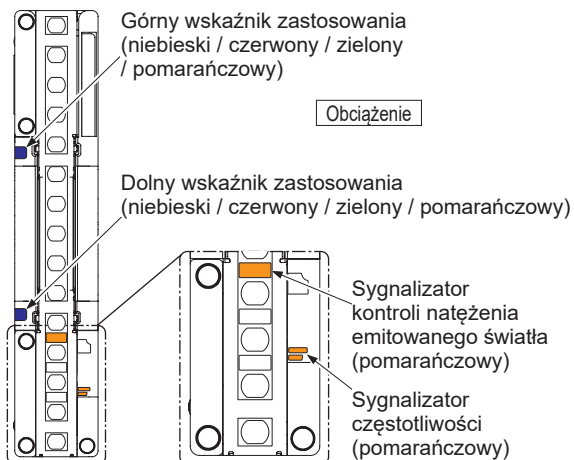 Górny wskaźnik zastosowania
(niebieski / czerwony / zielony
/ pomarańczowy)
Obciążenie
Dolny wskaźnik zastosowania
(niebieski / czerwony / zielony / pomarańczowy)
Sygnalizator
kontroli natężenia
emitowanego światła
(pomarańczowy)
Sygnalizator
częstotliwości
(pomarańczowy)